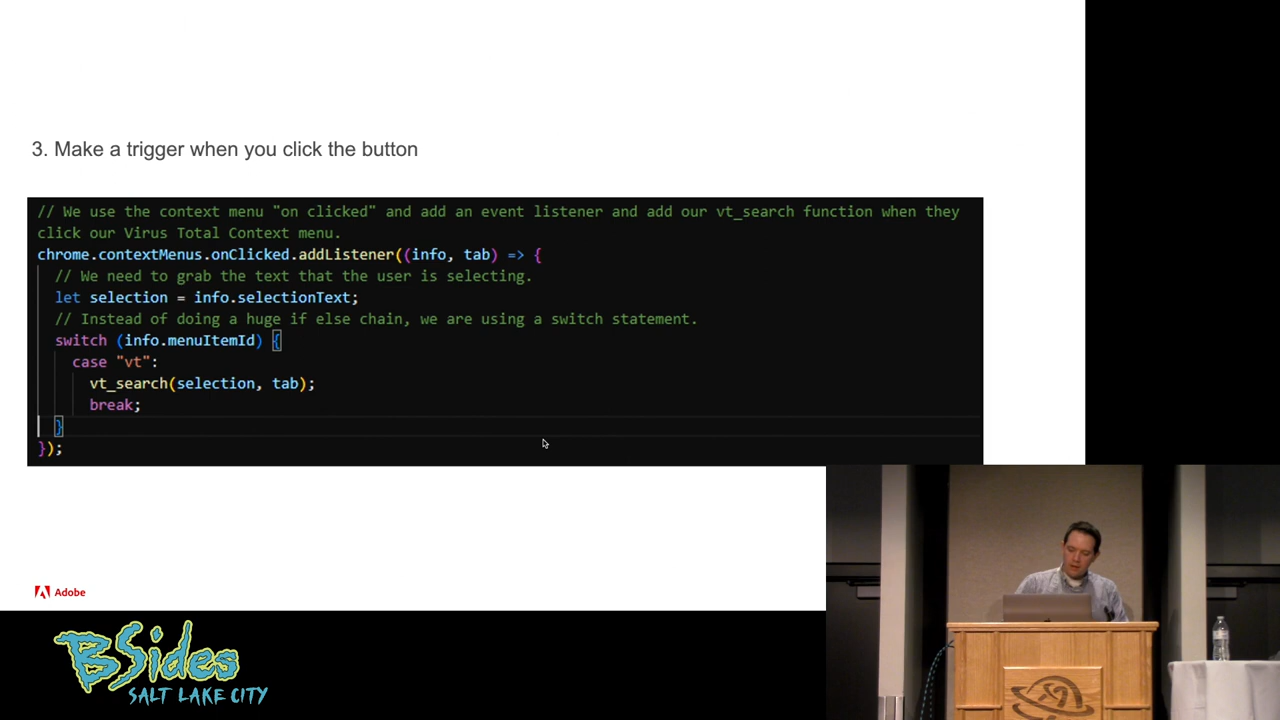 3. Make a trigger when you click the button
// We use the context menu "on clicked" and add an event listener and add our vt_search function when they
click our Virus Total Context menu.
chrome.contextMenus.onClicked.addListener((info, tab) => {
// We need to grab the text that the user is selecting.
let selection = info.selectionText;
// Instead of doing a huge if else chain, we are using a switch statement.
switch (info.menuItemId) {
case "vt":
vt_search(selection, tab);
break;
}
});
Adobe
BSides
SALT LAKE CITY